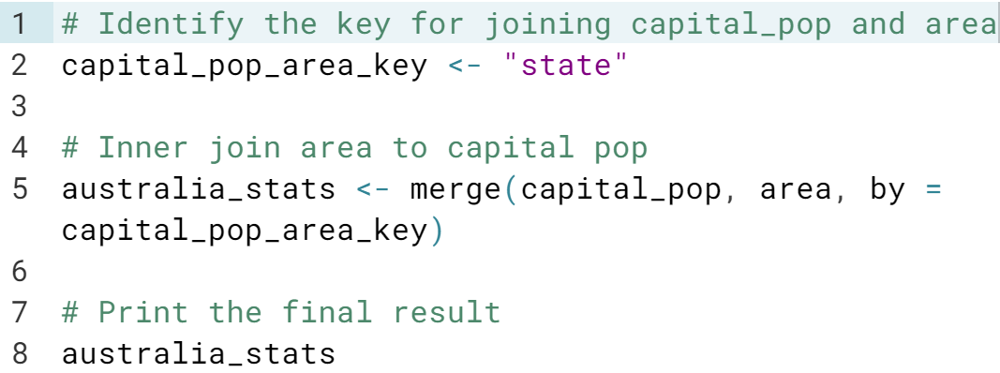 1 # Identify the key for joining capital_pop and area
2 capital_pop_area_key <- "state"
3
4 # Inner join area to capital pop
5 australia_stats <- merge(capital_pop, area, by =
capital_pop_area_key)
6
7 # Print the final result
8 australia_stats